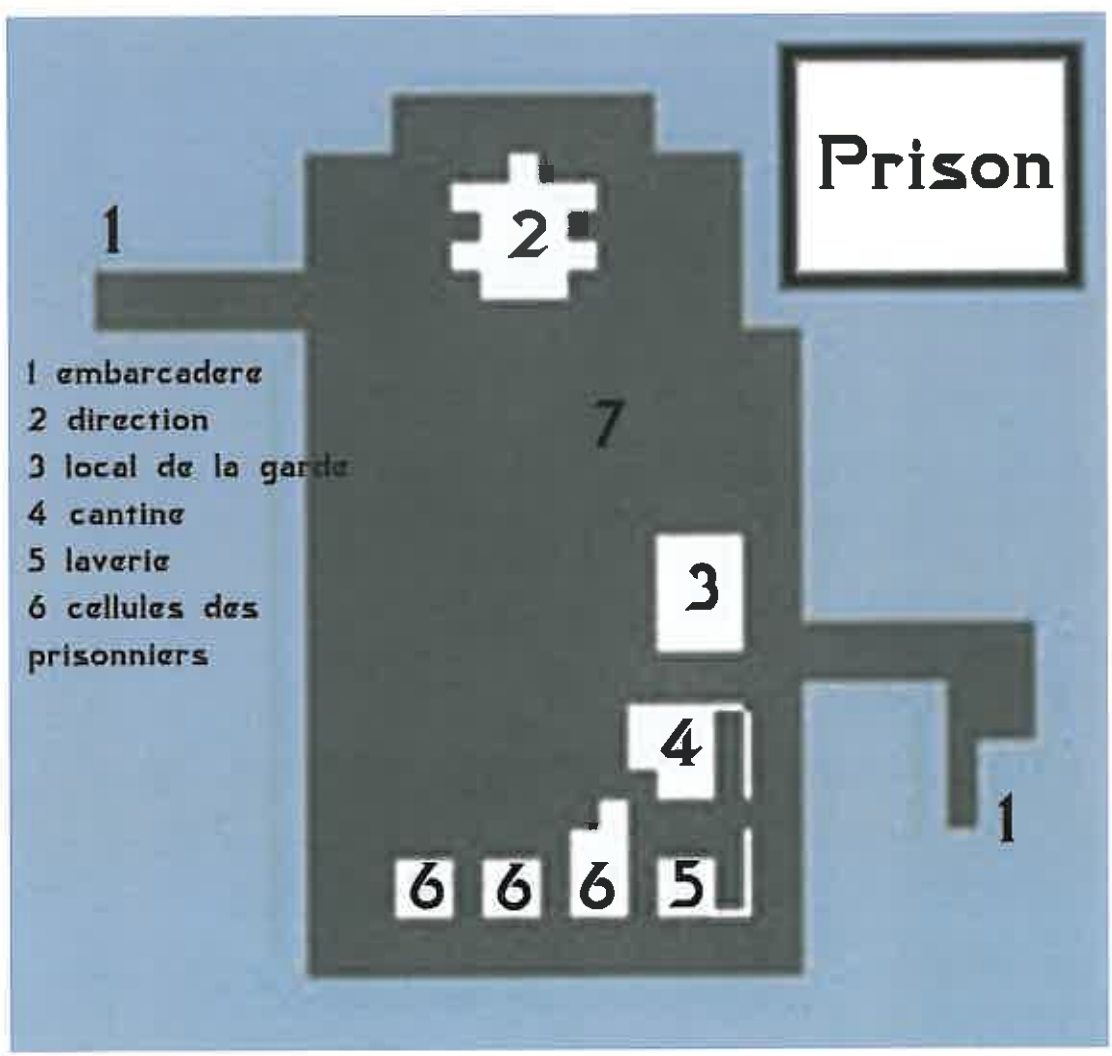 Prison
1
2
1 embarcadere
2 direction
7
3 local de la garde
4 cantine
5 laverie
3
6 cellules des
prisonniers
4
1
6 6 6 5